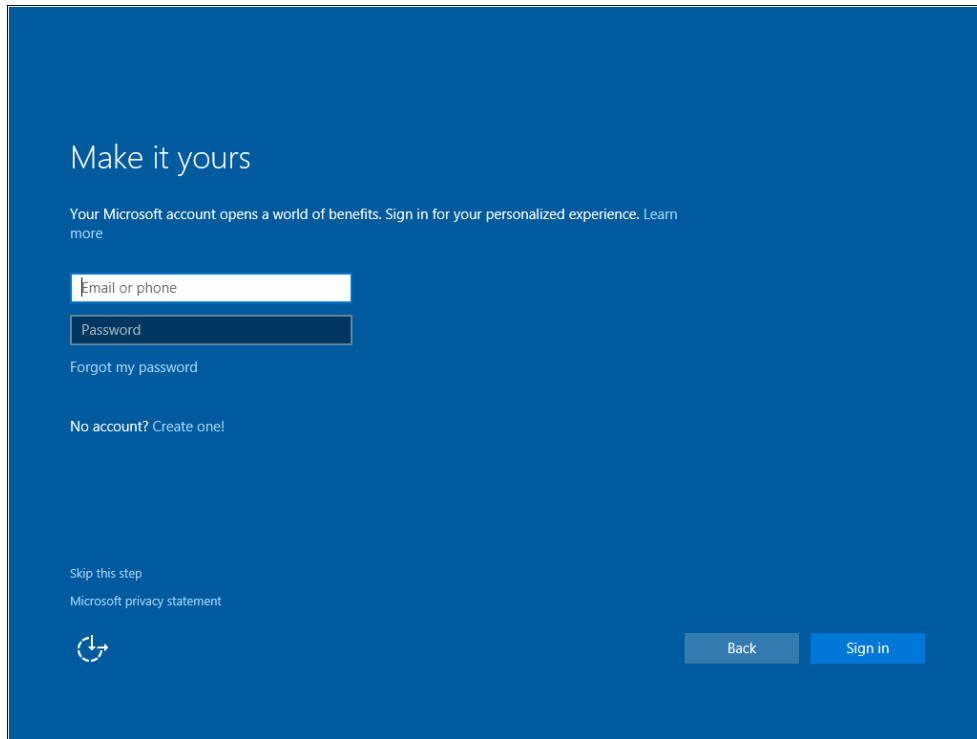 Make it yours
Your Microsoft account opens a world of benefits. Sign in for your personalized experience. Learn
more
Email or phone
Password
Forgot my password
No account? Create one!
Skip this step
Microsoft privacy statement
Back
Sign in